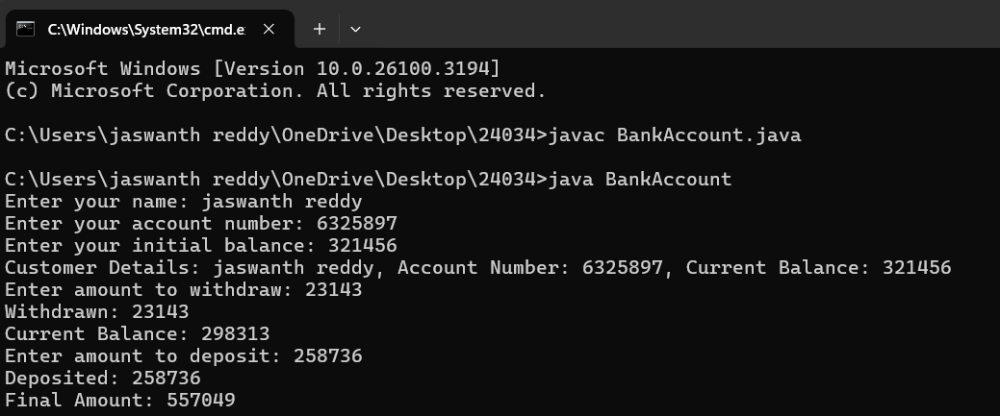 C:\Windows\System32\cmd.e
Microsoft Windows [Version 10.0.26100.3194]
(c) Microsoft Corporation. All rights reserved.
C:\Users\jaswanth reddy\OneDrive\Desktop\24034>javac BankAccount.java
C:\Users\jaswanth reddy\OneDrive\Desktop\24034>java BankAccount
Enter your name: jaswanth reddy
Enter your account number: 6325897
Enter your initial balance: 321456
Customer Details: jaswanth reddy, Account Number: 6325897, Current Balance: 321456
Enter amount to withdraw: 23143
Withdrawn: 23143
Current Balance: 298313
Enter amount to deposit: 258736
Deposited: 258736
Final Amount: 557049